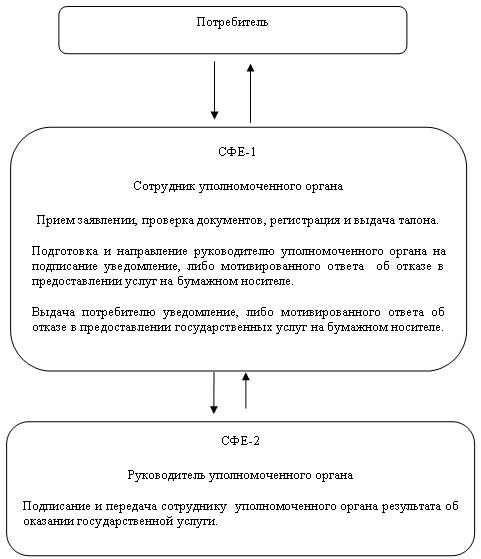 Потребитель
СФЕ-1
Сотрудник уполномоченного органа
Прием заявлении, проверка документов, регистрация и выдача талона.
Подготовка и направление руководителю уполномоченного органа на
подписание уведомление, либо мотивированного ответа об отказе в
предоставлении услуг на бумажном носителе.
Выдача потребителю уведомление, либо мотивированного ответа об
отказе в предоставлении государственных услуг на бумажном носителе.
СФЕ-2
Руководитель уполномоченного органа
Подписание и передача сотруднику уполномоченного органа результата об
оказании государственной услуги.